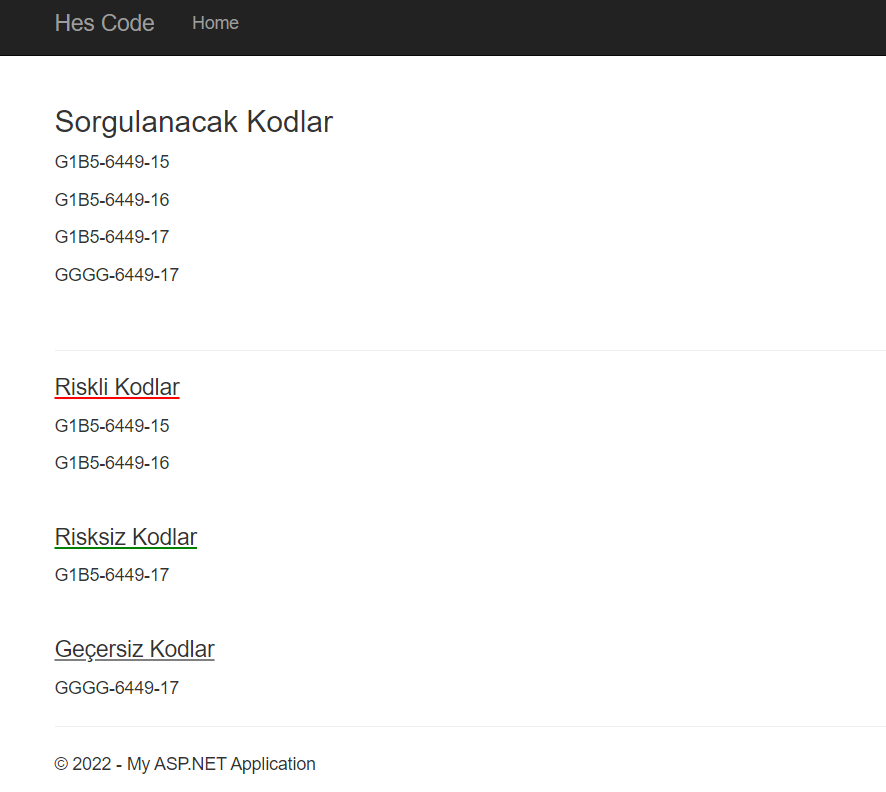 Hes Code Home
Sorgulanacak Kodlar
G1B5-6449-15
G1B5-6449-16
G1B5-6449-17
GGGG-6449-17
Riskli Kodlar
G1B5-6449-15
G1B5-6449-16
Risksiz Kodlar
G1B5-6449-17
Geçersiz Kodlar
GGGG-6449-17
© 2022 - My ASP.NET Application